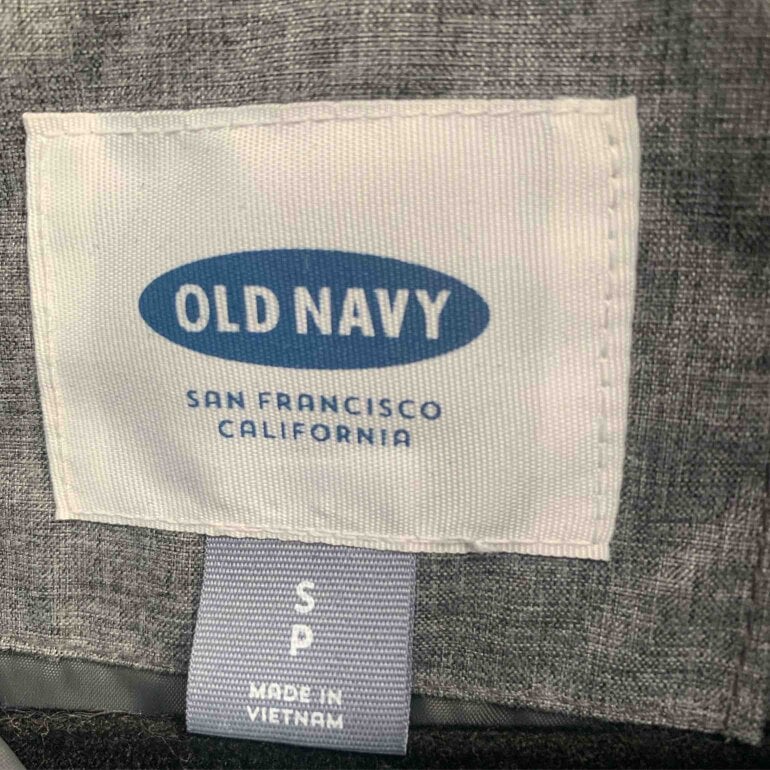 OLD NAVY
SAN FRANCISCO
CALIFORNIA
S
P
MADE IN
VIETNAM